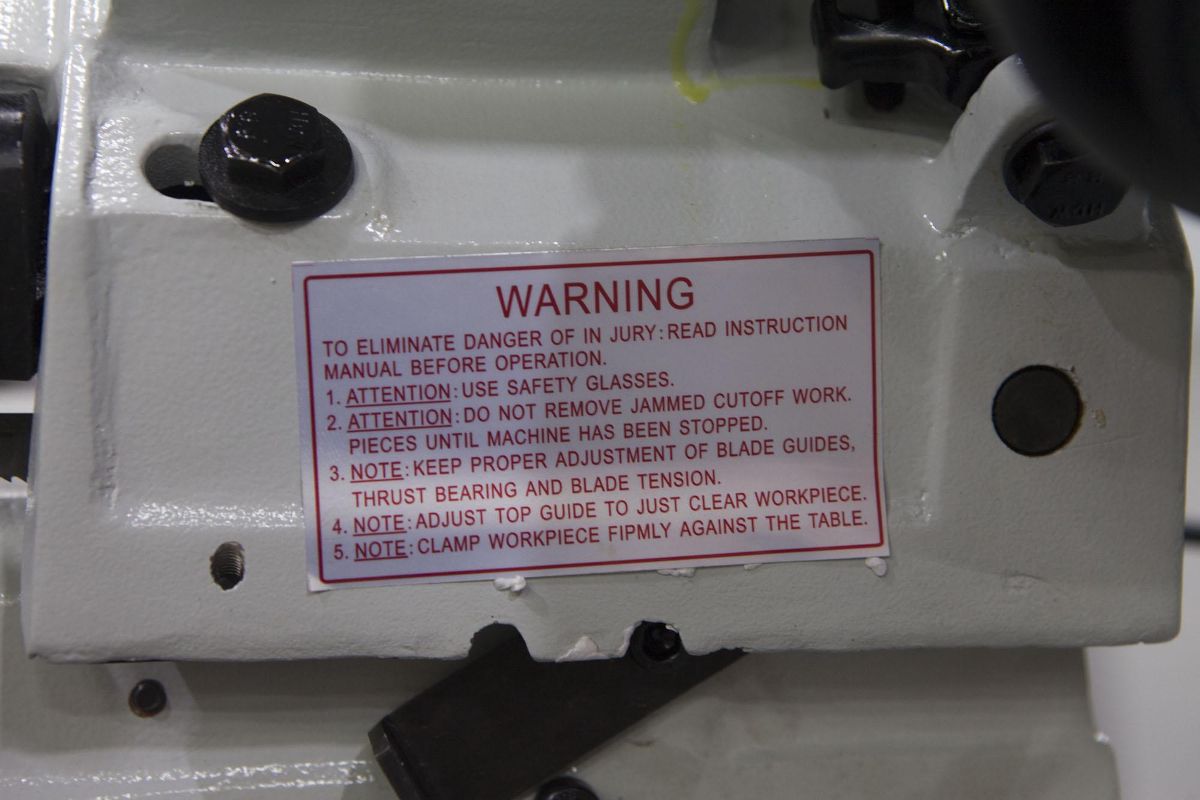 WARNING
TO ELIMINATE DANGER OF IN JURY:READ INSTRUCTION
MANUAL BEFORE OPERATION.
1. ATTENTION:USE SAFETY GLASSES.
2. ATTENTION:DO NOT REMOVE JAMMED CUTOFF WORK.
PIECES UNTIL MACHINE HAS BEEN STOPPED.
3. NOTE:KEEP PROPER ADJUSTMENT OF BLADE GUIDES,
THRUST BEARING AND BLADE TENSION.
4. NOTE:ADJUST TOP GUIDE TO JUST CLEAR WORKPIECE.
5. NOTE:CLAMP WORKPIECE FIPMLY AGAINST THE TABLE.